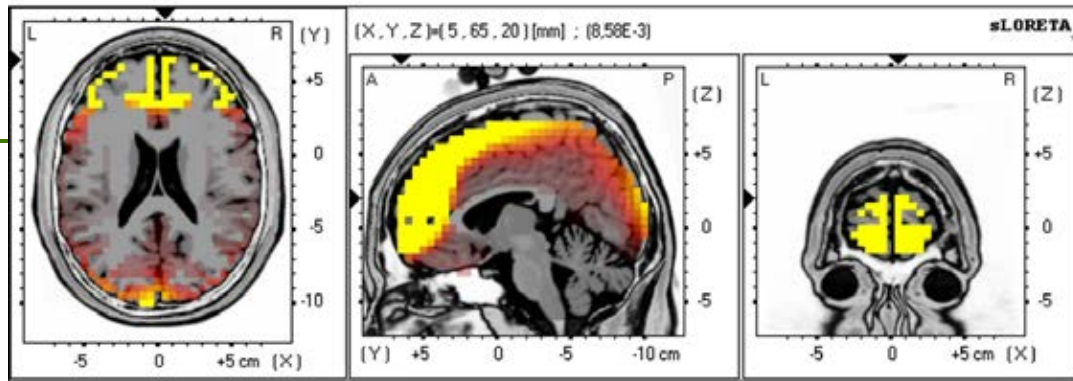 L R (Y)
+5
0
-5
-10
-5 0 +5 cm (X)
(X, Y, Z)=( 5 , 65 , 20 ) [mm] ; (8,58E-3)
sLORETA
A P
(Z)
+5
0
-5
(Y) +5 0 -5 -10 cm
L R
(Z)
+5
0
-5
-5 0 +5 cm (X)